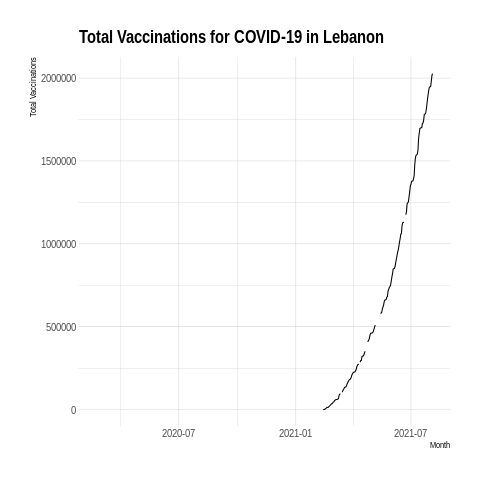 Total Vaccinations for COVID-19 in Lebanon
Total Vaccinations
2000000
1500000
1000000
500000
0
2020-07
2021-01
2021-07
Month